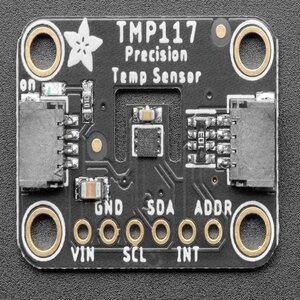 TMP117
Precision
Temp Sensor
on
GND SDA ADDR
VIN SCL INT